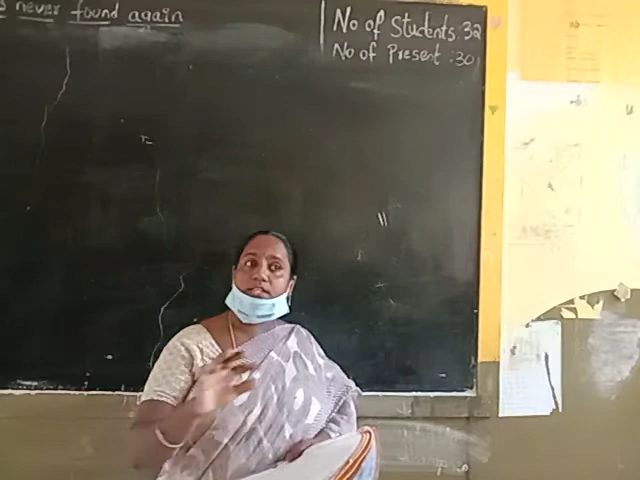 never found again
No of Students: 32
No of Present: 30